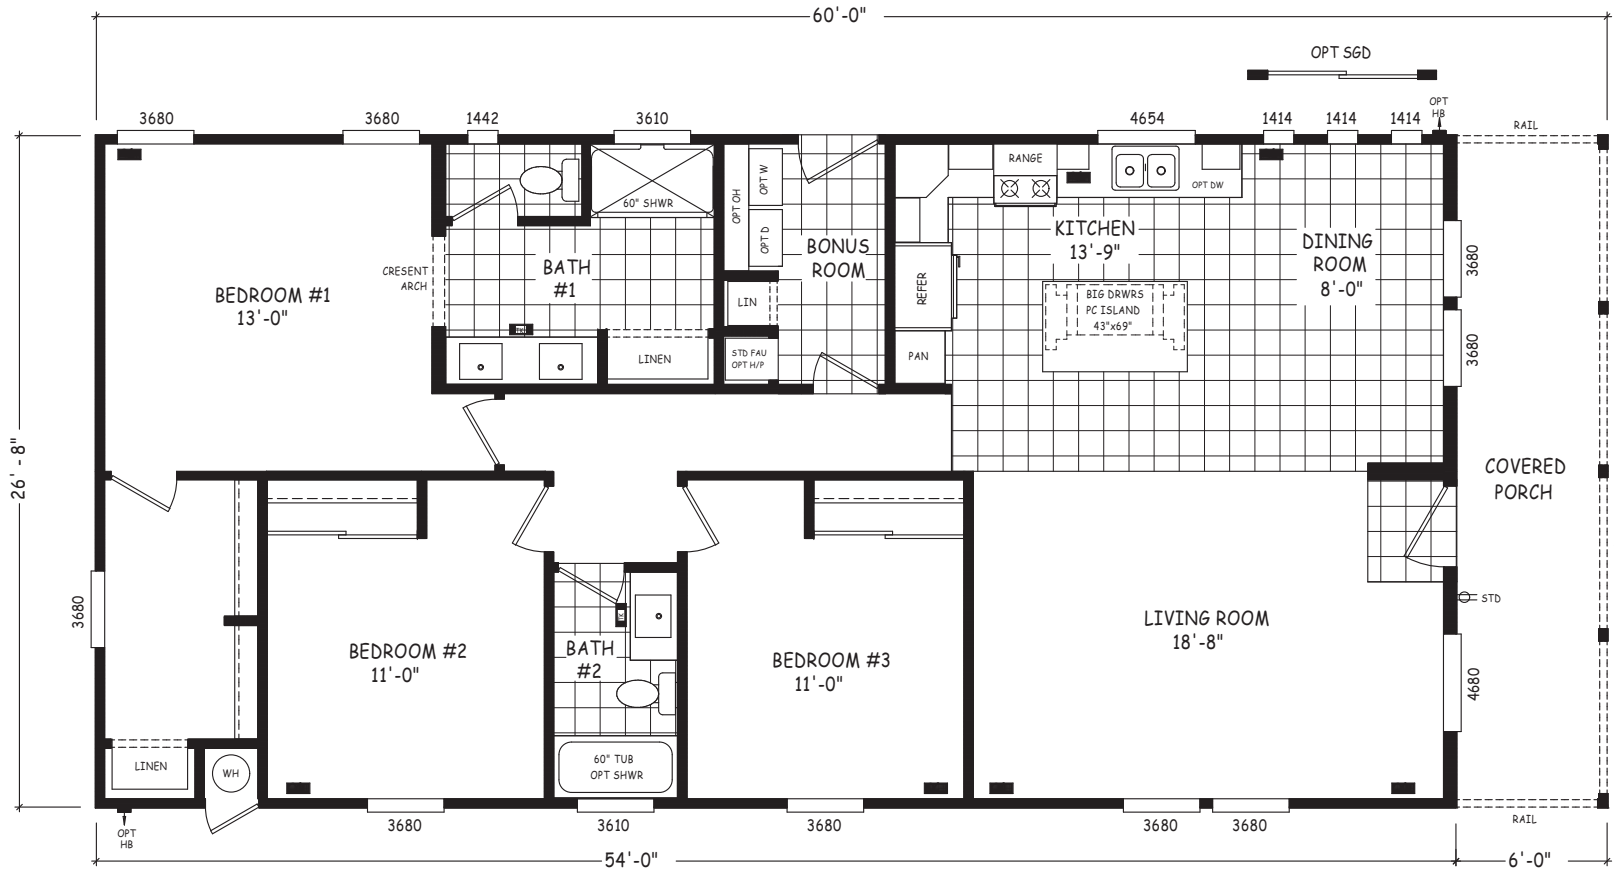 60'-0"
OPT SGD
3680
3680
1442
3610
4654
1414
1414
1414
OPT
HB
RAIL
RANGE
OPT DW
60" SHWR
OPT OH
OPT W
OPT D
BONUS
ROOM
KITCHEN
13'-9"
DINING
ROOM
8'-0"
3680
3680
CRESENT
ARCH
BATH
#1
BEDROOM #1
13'-0"
REFER
BIG DRWRS
PC ISLAND
43"x69"
LIN
STD FAU
OPT H/P
LINEN
PAN
26' - 8"
COVERED
PORCH
3680
STD
LIVING ROOM
18'-8"
BEDROOM #2
11'-0"
BATH
#2
BEDROOM #3
11'-0"
4680
LINEN
WH
60" TUB
OPT SHWR
OPT
HB
3680
3610
3680
3680
3680
RAIL
54'-0"
6'-0"